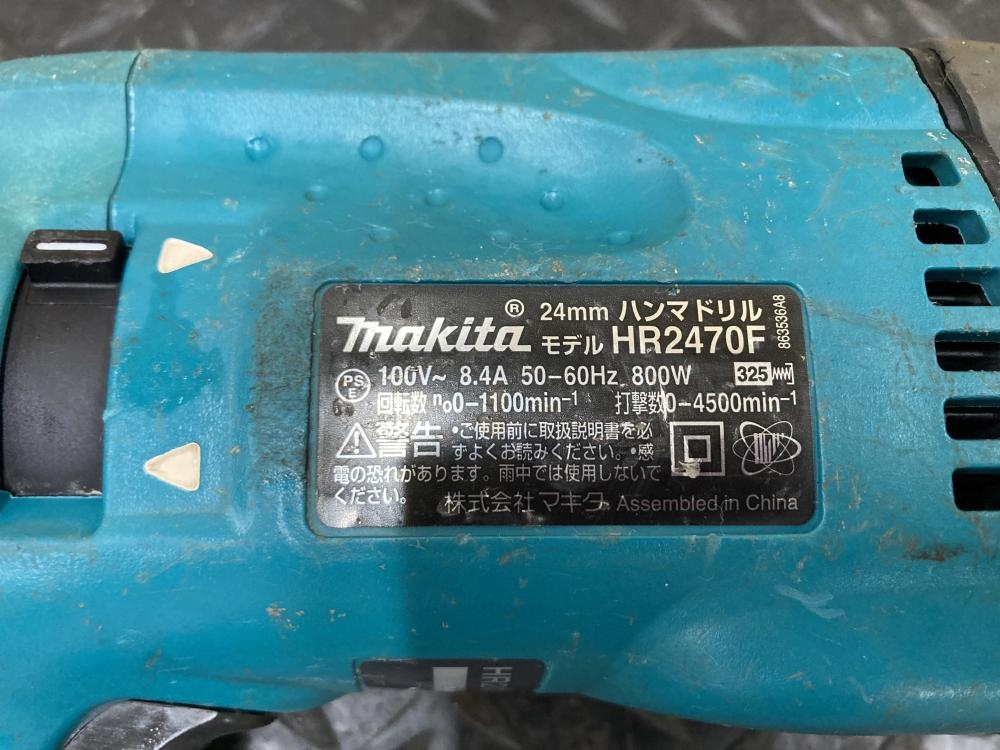 makita® 24mm ハンマドリル
モデル HR2470F
863536A8
PS E 100V~ 8.4A 50-60Hz 800W 325
回転数 n₀0-1100min⁻¹ 打撃数0-4500min⁻¹
警告 •ご使用前に取扱説明書を必
ずよくお読みください。•感
電の恐れがあります。雨中では使用しないで
ください。
株式会社 マキタ Assembled in China